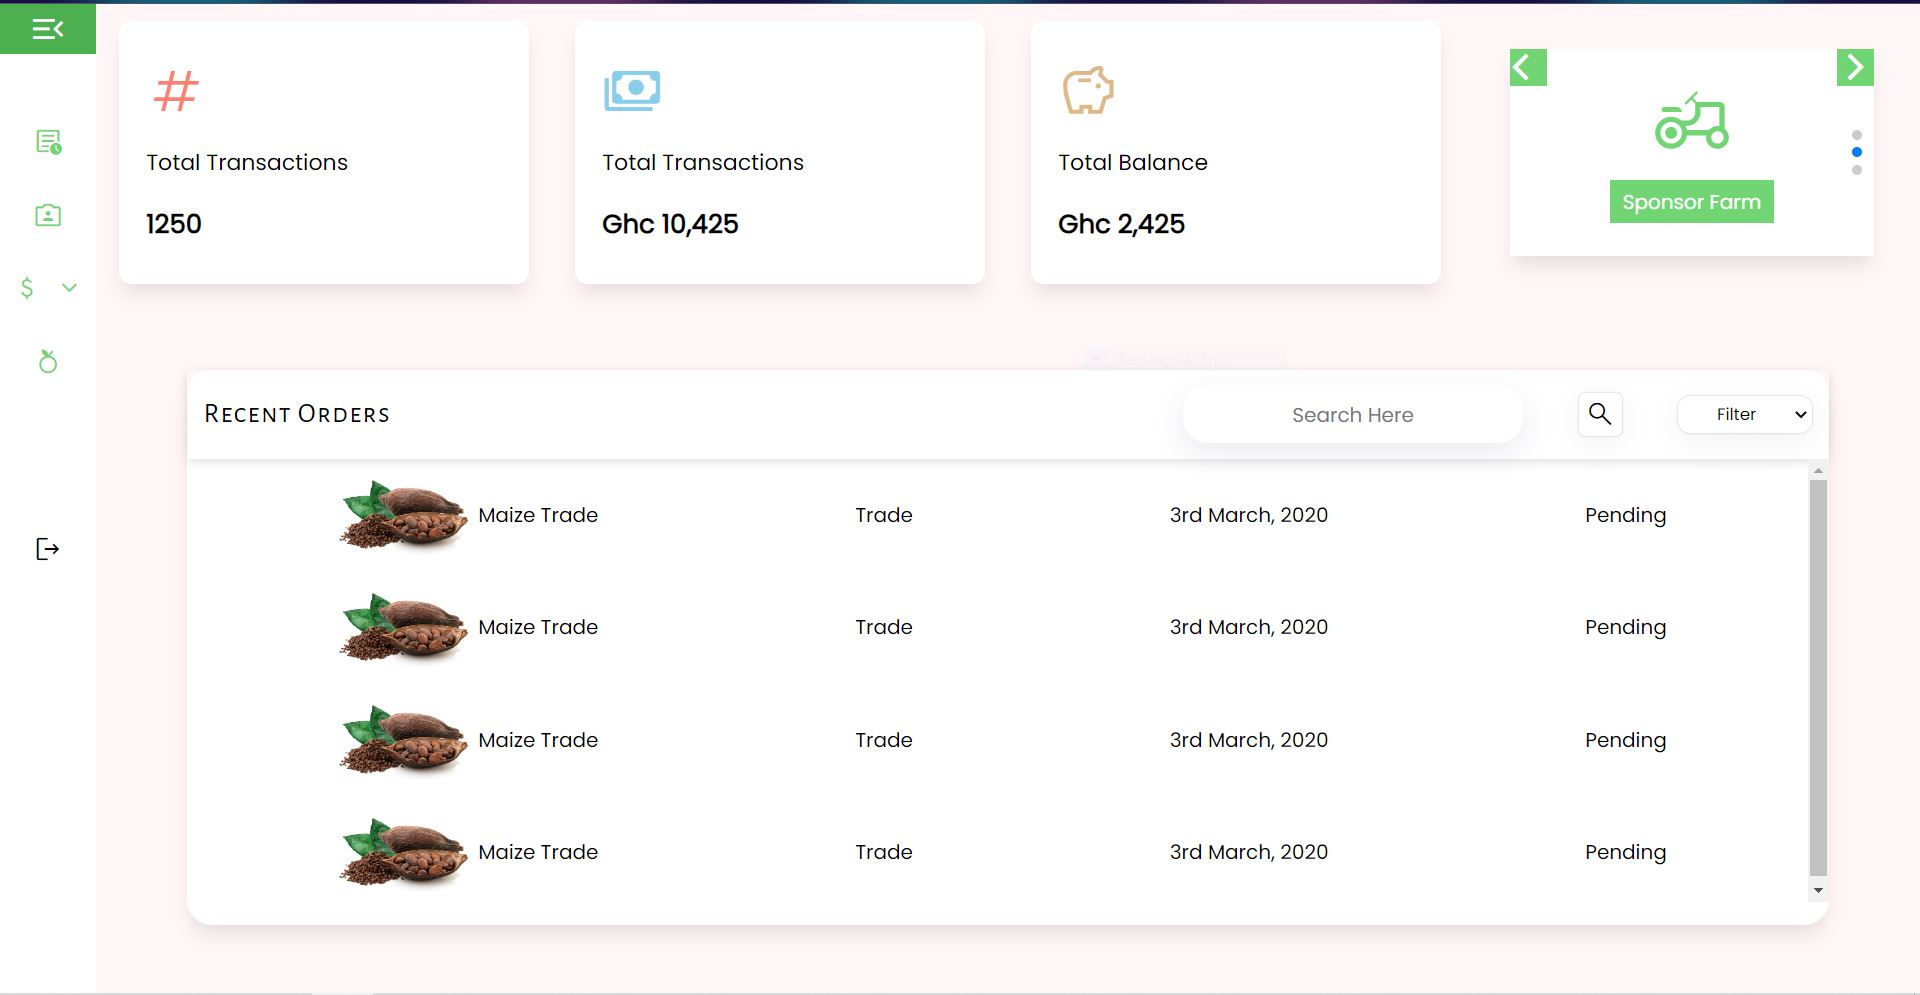 Total Transactions
1250
Total Transactions
Ghc 10,425
Total Balance
Ghc 2,425
Sponsor Farm
Rectangular Snip
Recent Orders
Search Here
Filter
Maize Trade Trade 3rd March, 2020 Pending
Maize Trade Trade 3rd March, 2020 Pending
Maize Trade Trade 3rd March, 2020 Pending
Maize Trade Trade 3rd March, 2020 Pending